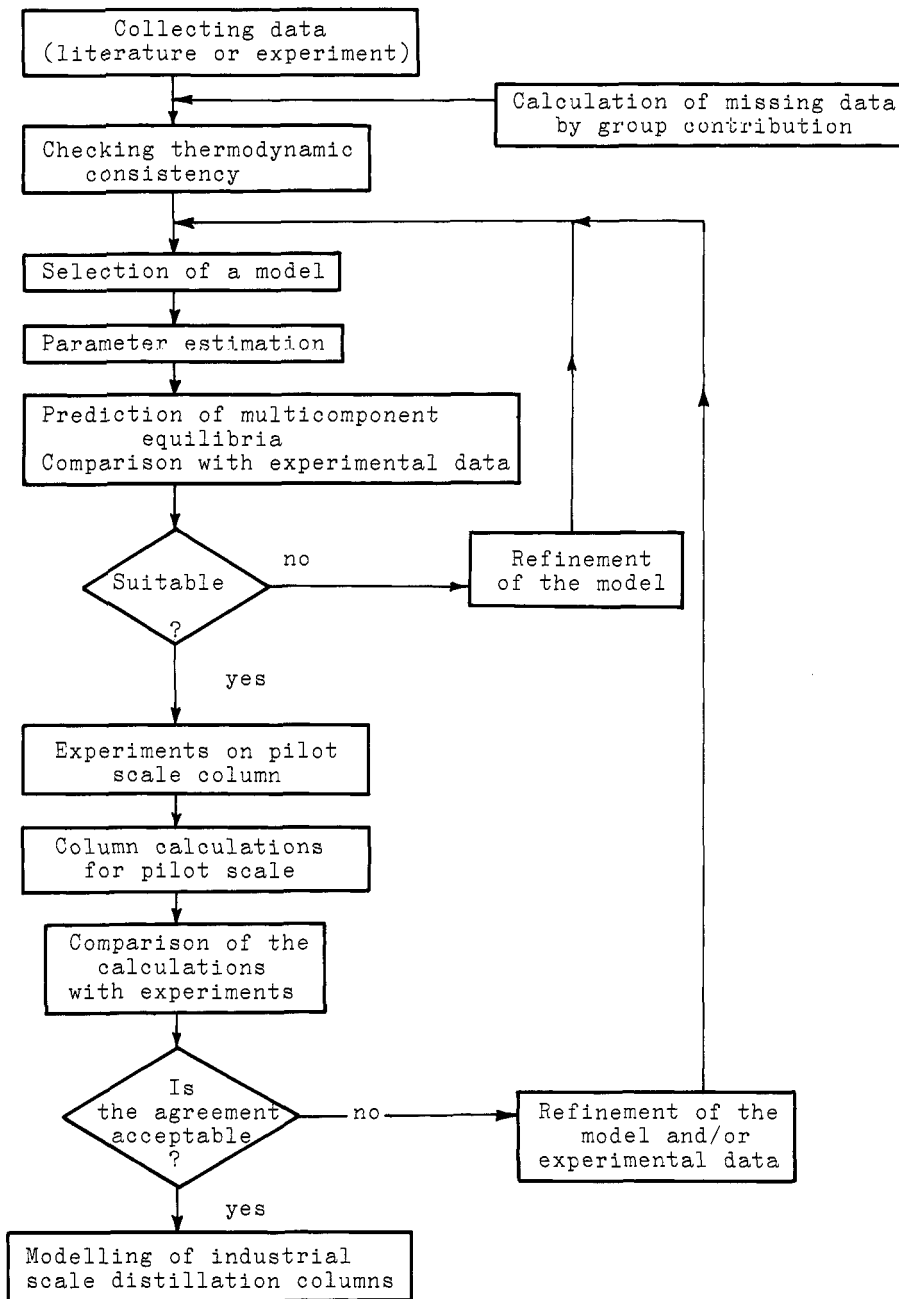 Collecting data
(literature or experiment)
Calculation of missing data
by group contribution
Checking thermodynamic
consistency
Selection of a model
Parameter estimation
Prediction of multicomponent
equilibria
Comparison with experimental data
Suitable
?
no
Refinement
of the model
yes
Experiments on pilot
scale column
Column calculations
for pilot scale
Comparison of the
calculations
with experiments
Is
the agreement
acceptable
?
no
Refinement of the
model and/or
experimental data
yes
Modelling of industrial
scale distillation columns